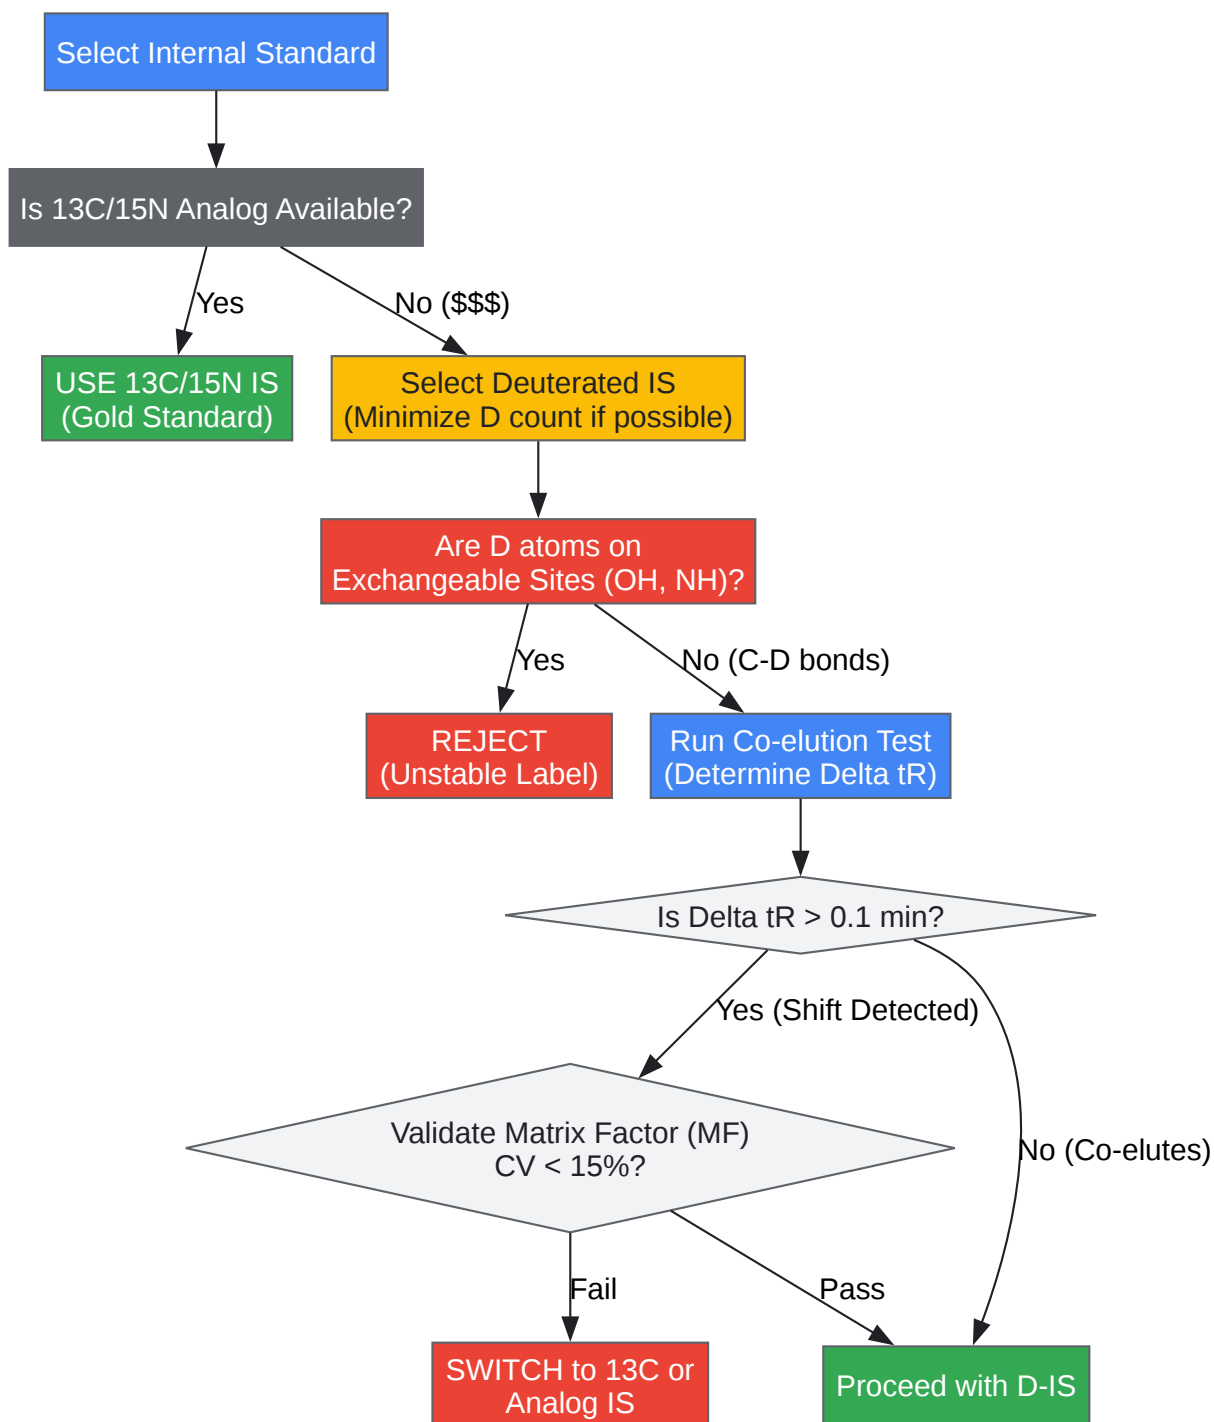 Select Internal Standard
Is 13C/15N Analog Available?
Yes
No ($$$)
USE 13C/15N IS
(Gold Standard)
Select Deuterated IS
(Minimize D count if possible)
Are D atoms on
Exchangeable Sites (OH, NH)?
Yes
No (C-D bonds)
REJECT
(Unstable Label)
Run Co-elution Test
(Determine Delta tR)
Is Delta tR > 0.1 min?
Yes (Shift Detected)
Validate Matrix Factor (MF)
CV < 15%?
No (Co-elutes)
Fail
Pass
SWITCH to 13C or
Analog IS
Proceed with D-IS